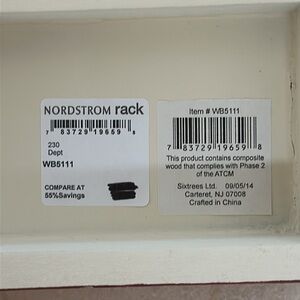 NORDSTROM rack
7 83729 19659 8
230
Dept
WB5111
COMPARE AT
55%Savings
Item # WB5111
7 83729 19659 8
This product contains composite
wood that complies with Phase 2
of the ATCM
Sixtrees Ltd. 09/05/14
Carteret, NJ 07008
Crafted in China